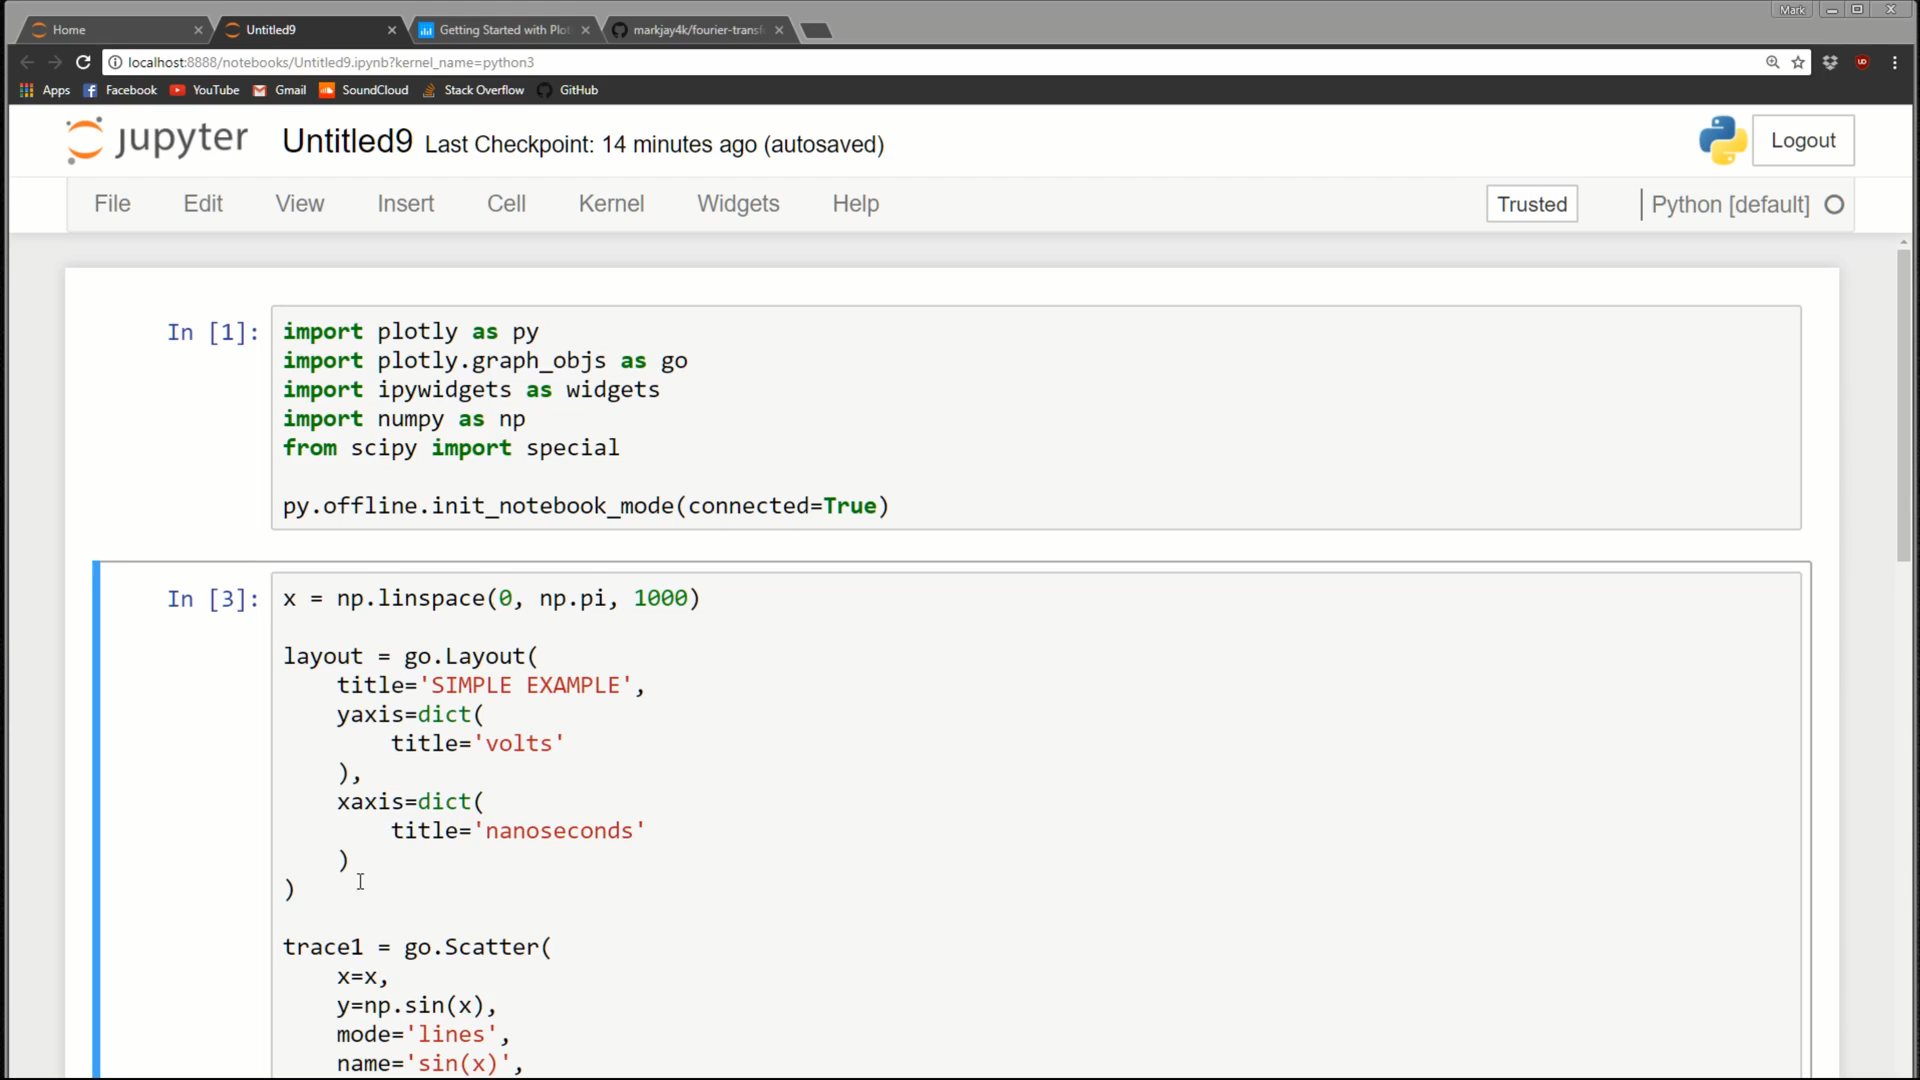 Mark
Home
Untitled9
Getting Started with Plot
markjay4k/fourier-transf
localhost:8888/notebooks/Untitled9.ipynb?kernel_name=python3
Apps Facebook YouTube Gmail SoundCloud Stack Overflow GitHub
jupyter Untitled9 Last Checkpoint: 14 minutes ago (autosaved) Logout
File Edit View Insert Cell Kernel Widgets Help Trusted Python [default]
In [1]: import plotly as py
import plotly.graph_objs as go
import ipywidgets as widgets
import numpy as np
from scipy import special
py.offline.init_notebook_mode(connected=True)
In [3]: x = np.linspace(0, np.pi, 1000)
layout = go.Layout(
title='SIMPLE EXAMPLE',
yaxis=dict(
title='volts'
),
xaxis=dict(
title='nanoseconds'
)
)
trace1 = go.Scatter(
x=x,
y=np.sin(x),
mode='lines',
name='sin(x)',